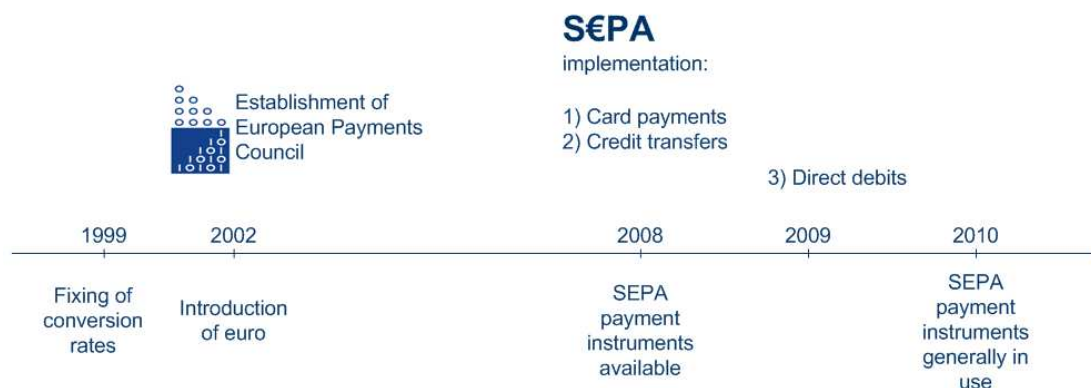 S€PA
implementation:
1) Card payments
2) Credit transfers
Establishment of
European Payments
Council
3) Direct debits
1999
2002
2008
2009
2010
Fixing of
conversion
rates
Introduction
of euro
SEPA
payment
instruments
available
SEPA
payment
instruments
generally in
use